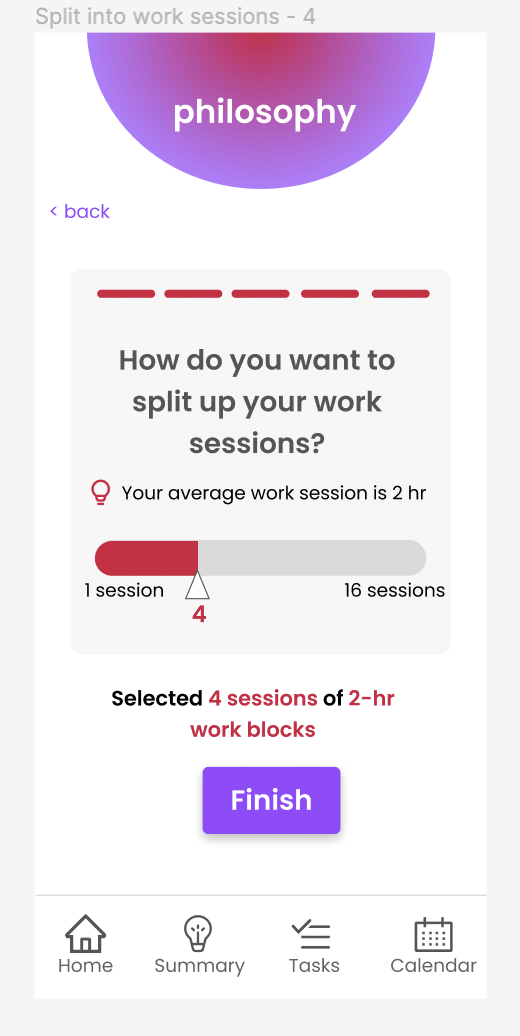 Split into work sessions - 4
philosophy
< back
How do you want to
split up your work
sessions?
Your average work session is 2 hr
1 session
16 sessions
4
Selected 4 sessions of 2-hr
work blocks
Finish
Home
Summary
Tasks
Calendar